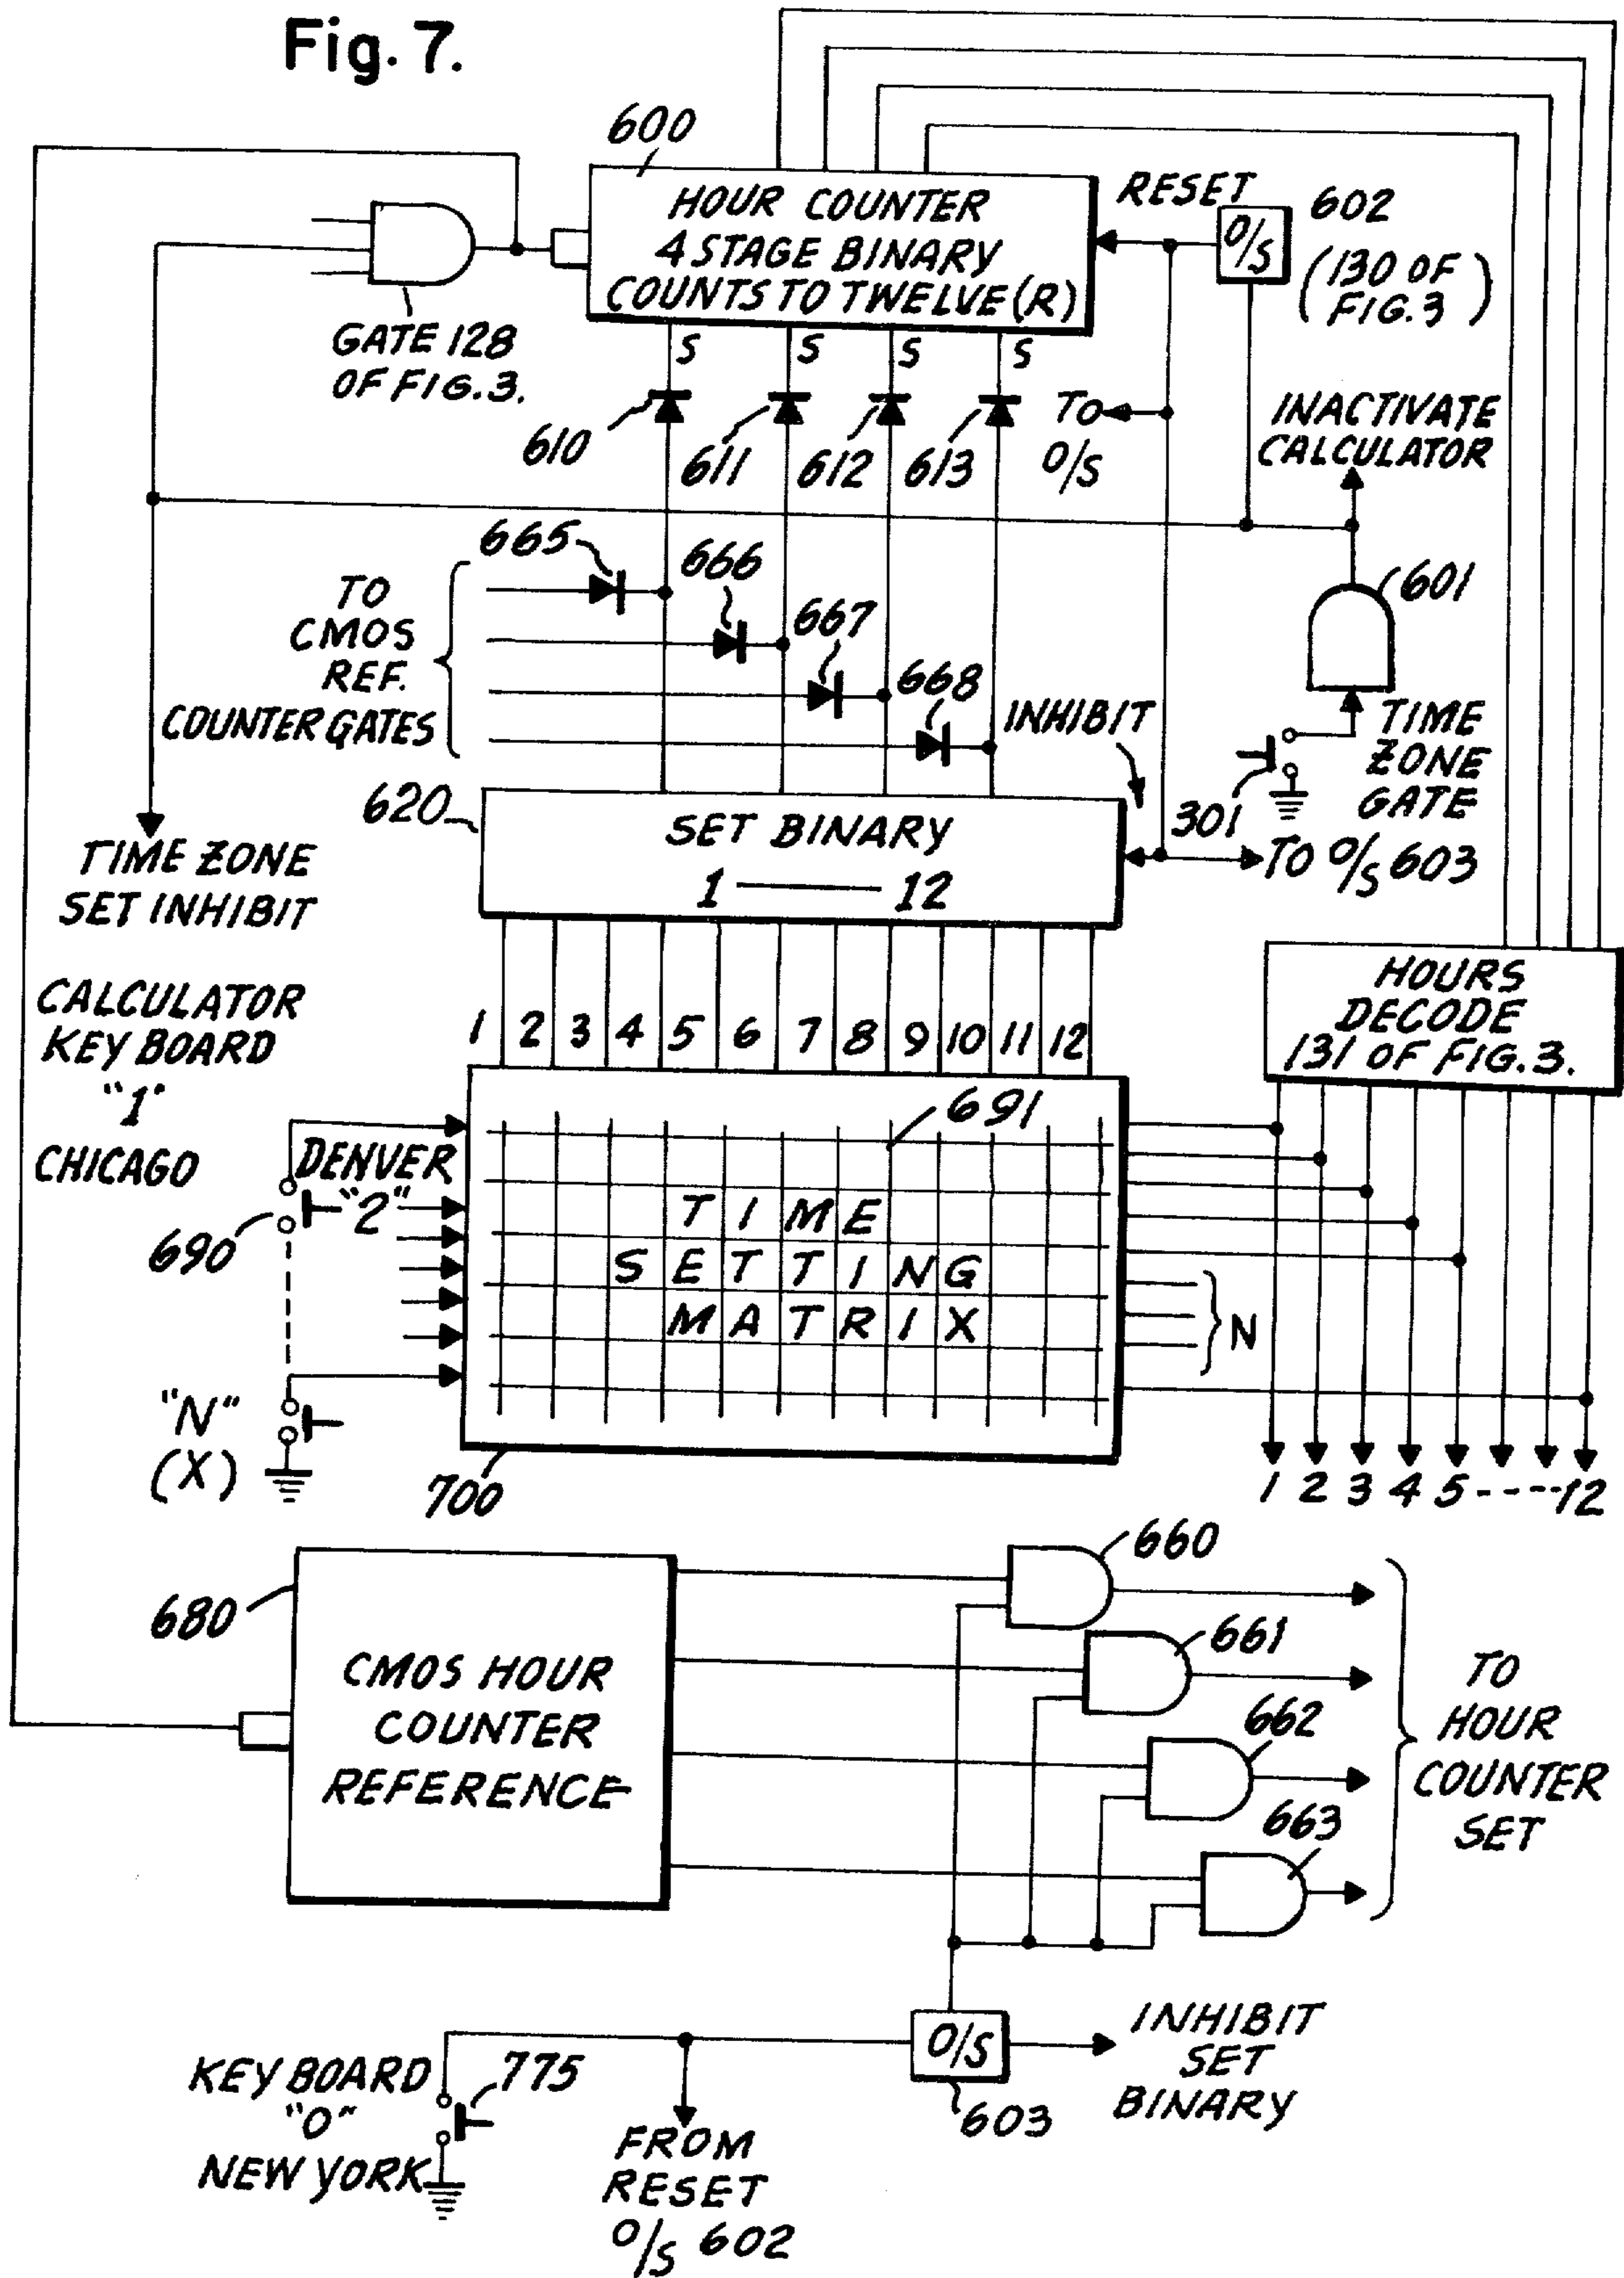 Fig. 7.
600
HOUR COUNTER
4 STAGE BINARY
COUNTS TO TWELVE (R)
RESET
O/S
602
(130 OF
FIG. 3)
GATE 128
OF FIG. 3.
S
S
S
S
610
611
612
613
TO
O/S
INACTIVATE
CALCULATOR
665
666
667
668
TO
CMOS
REF.
COUNTER GATES
601
INHIBIT
TIME
ZONE
GATE
301
620
SET BINARY
1 — 12
TO O/S 603
TIME ZONE
SET INHIBIT
HOURS
DECODE
131 OF FIG. 3.
CALCULATOR
KEY BOARD
"1"
CHICAGO
1 2 3 4 5 6 7 8 9 10 11 12
691
DENVER
"2"
690
TIME
SETTING
MATRIX
N
"N"
(X)
700
1 2 3 4 5 ---- 12
680
CMOS HOUR
COUNTER
REFERENCE
660
661
662
663
TO
HOUR
COUNTER
SET
O/S
603
INHIBIT
SET
BINARY
KEY BOARD
"0"
NEW YORK
775
FROM
RESET
O/S 602